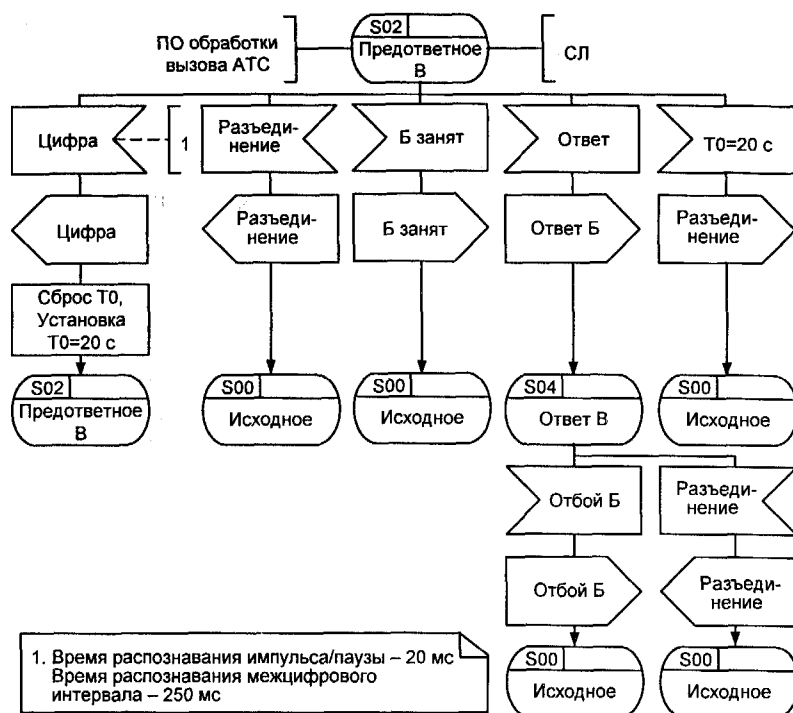 ПО обработки
вызова АТС
S02
Предответное
В
СЛ
Цифра
1
Разъеди-
нение
Б занят
Ответ
T0=20 с
Цифра
Разъеди-
нение
Б занят
Ответ Б
Разъеди-
нение
Сброс T0,
Установка
T0=20 с
S02
Предответное
В
S00
Исходное
S00
Исходное
S04
Ответ В
S00
Исходное
Отбой Б
Разъеди-
нение
Отбой Б
Разъеди-
нение
S00
Исходное
S00
Исходное
1. Время распознавания импульса/паузы – 20 мс
Время распознавания межцифрового
интервала – 250 мс